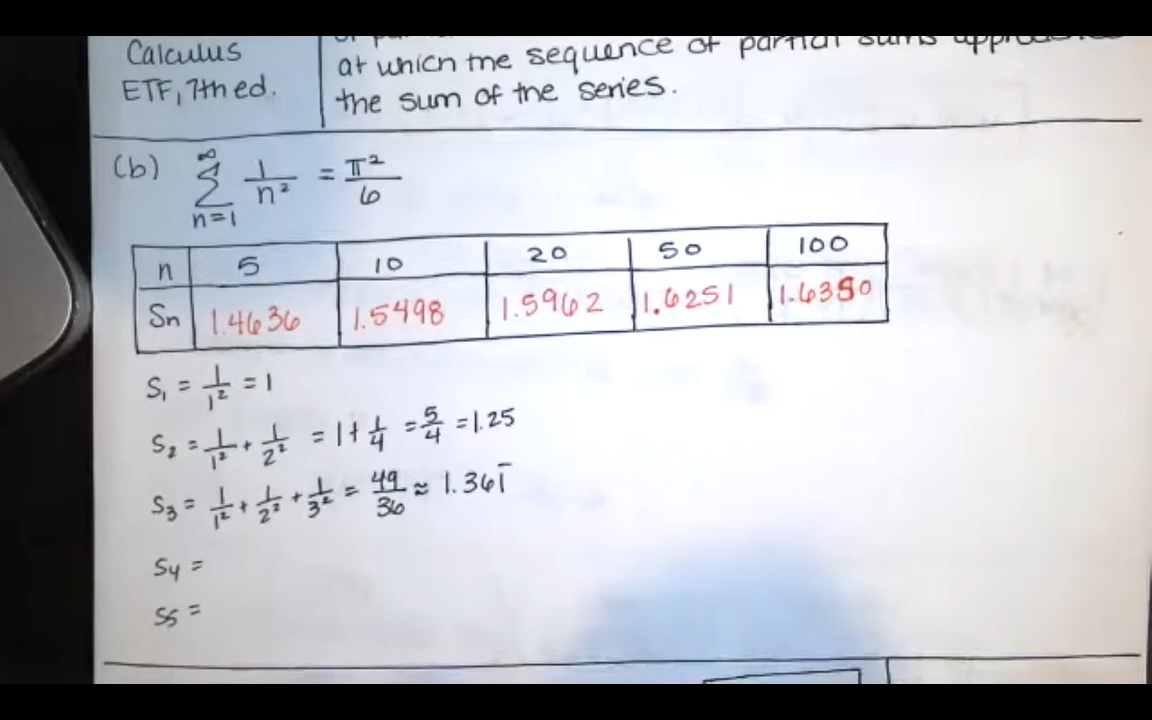 Calculus
ETF, 7th ed.
at which the sequence of partial sums
the sum of the series.
(b) ∞ Σ n=1 1/n² = π²/6
n 5 10 20 50 100
Sn 1.4636 1.5498 1.5962 1.6251 1.6350
S₁ = 1/1² = 1
S₂ = 1/1² + 1/2² = 1 + 1/4 = 5/4 = 1.25
S₃ = 1/1² + 1/2² + 1/3² = 49/36 ≈ 1.361̅
S₄ =
S₅ =